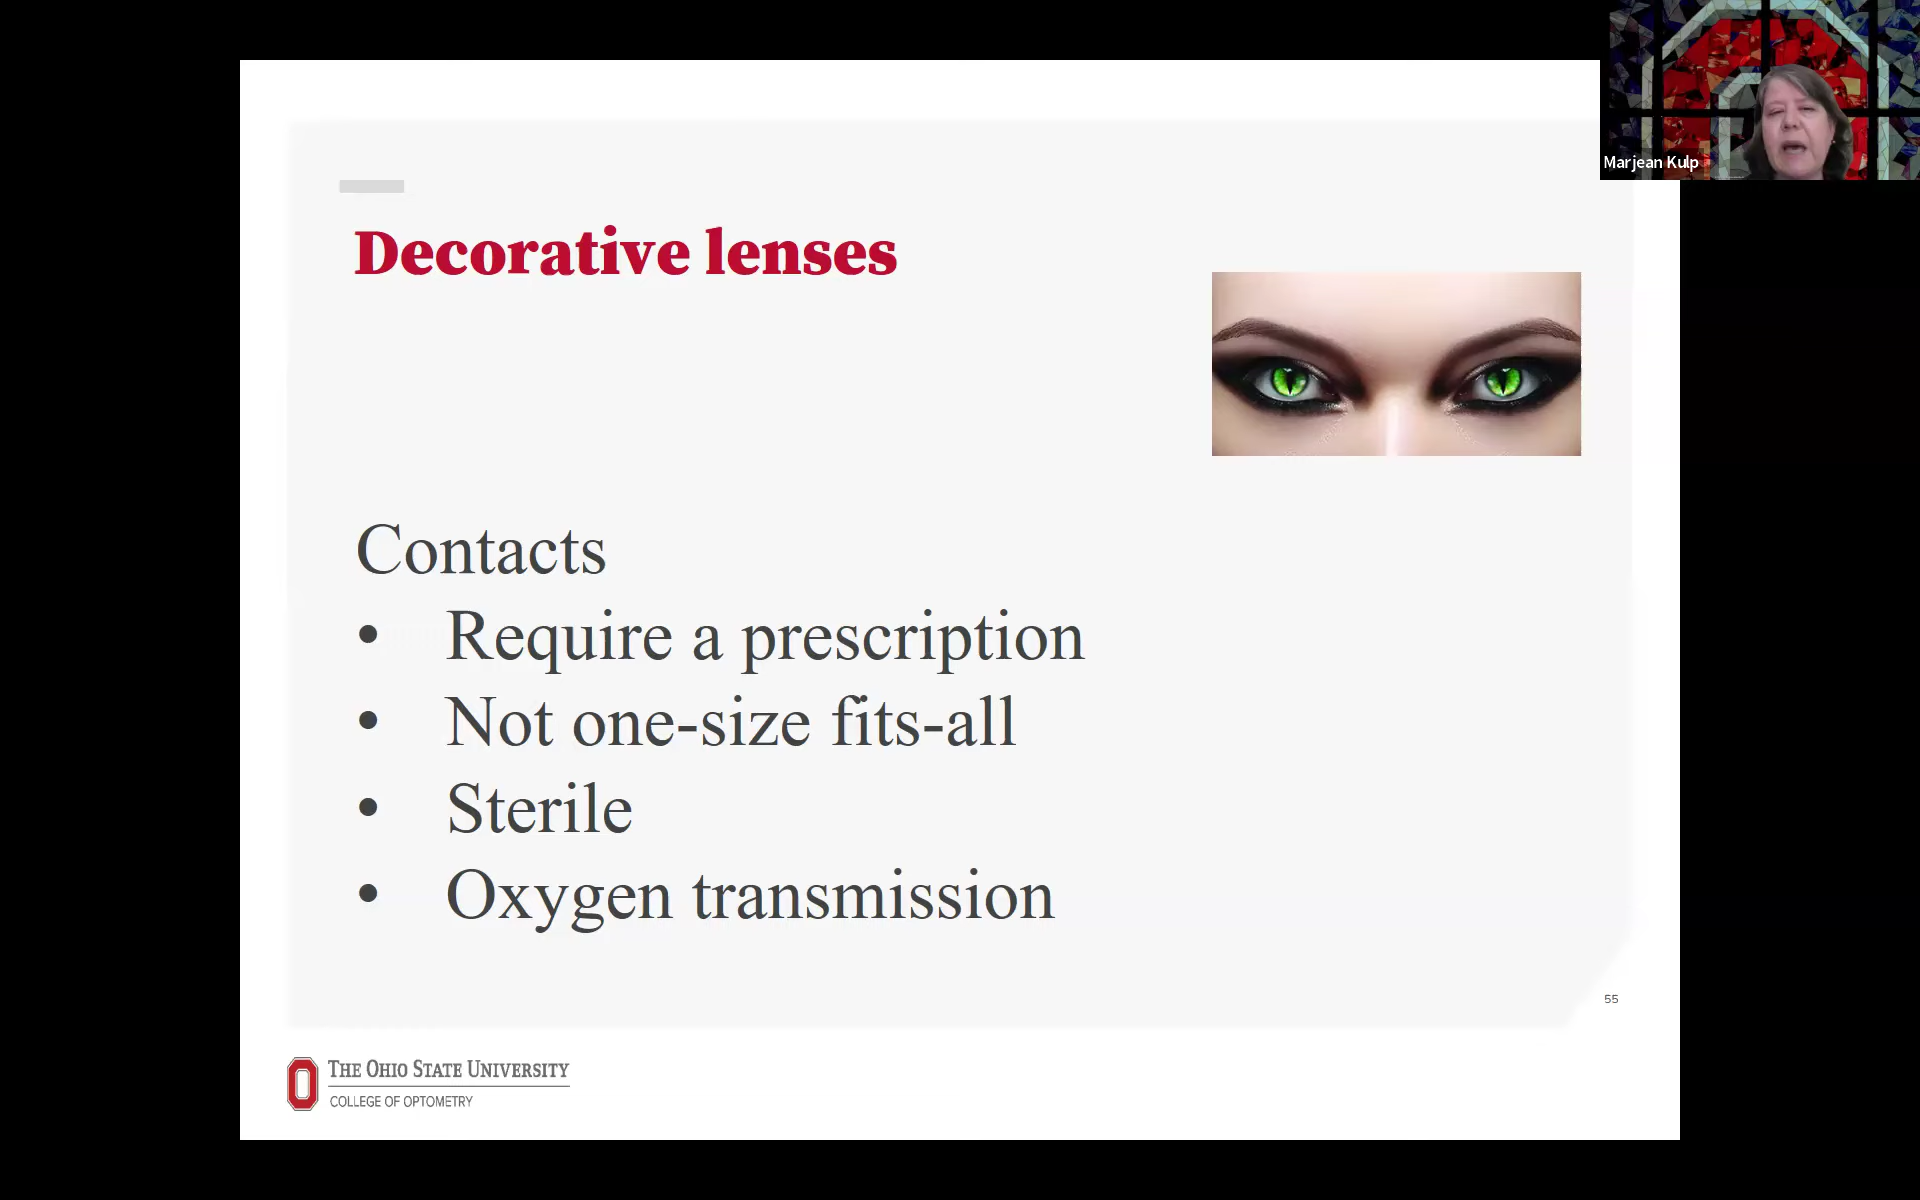 Marjean Kulp
Decorative lenses
Contacts
• Require a prescription
• Not one-size fits-all
• Sterile
• Oxygen transmission
55
THE OHIO STATE UNIVERSITY
COLLEGE OF OPTOMETRY